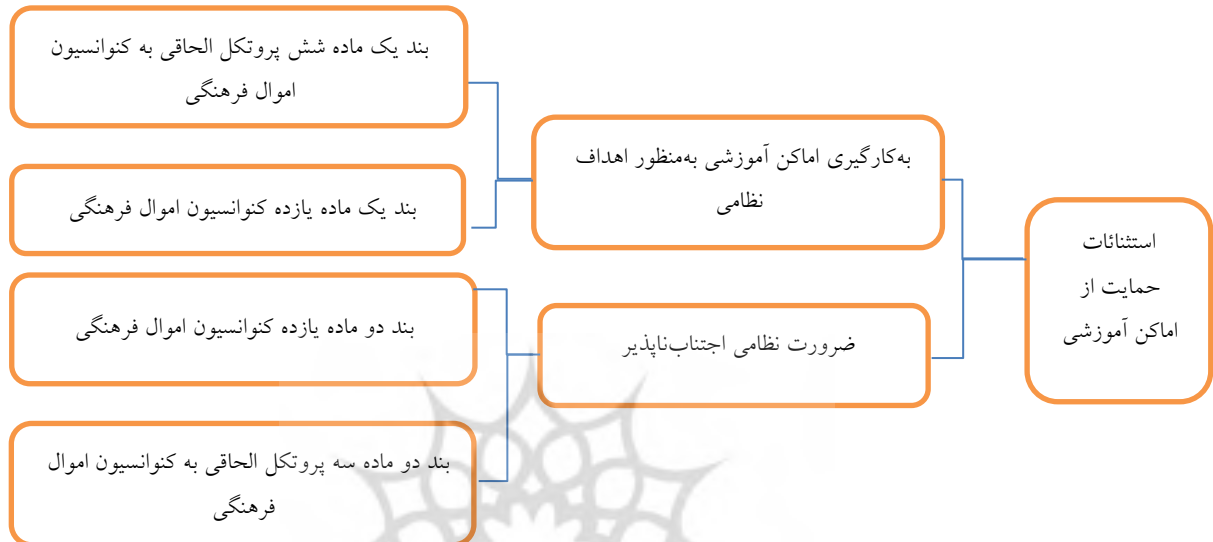 استثنائات
حمایت از
اماکن آموزشی
به‌کارگیری اماکن آموزشی به‌منظور اهداف
نظامی
بند یک ماده شش پروتکل الحاقی به کنوانسیون
اموال فرهنگی
بند یک ماده یازده کنوانسیون اموال فرهنگی
ضرورت نظامی اجتناب‌ناپذیر
بند دو ماده یازده کنوانسیون اموال فرهنگی
بند دو ماده سه پروتکل الحاقی به کنوانسیون اموال
فرهنگی